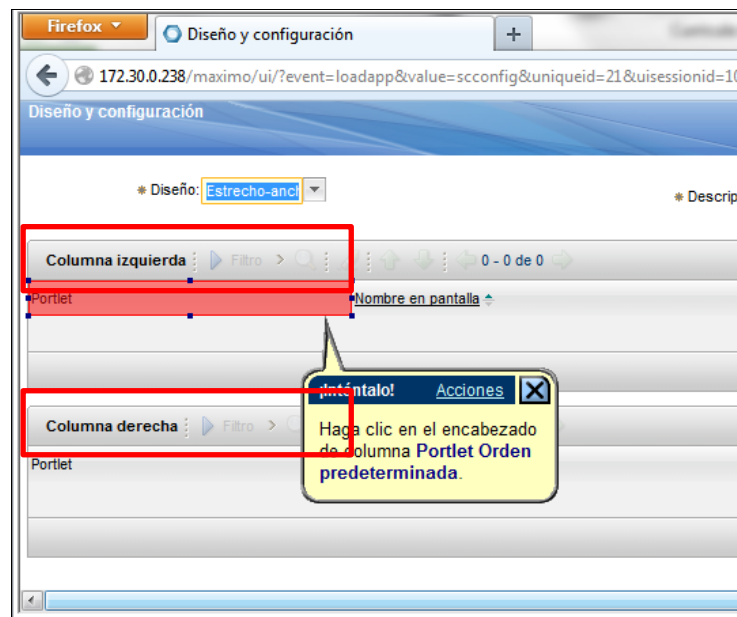 Firefox
Diseño y configuración
+
172.30.0.238/maximo/ui/?event=loadapp&value=scconfig&uniqueid=21&uisessionid=10
Diseño y configuración
* Diseño: Estrecho-anch
* Descrip
Columna izquierda Filtro 0 - 0 de 0
Portlet Nombre en pantalla
¡Inténtalo! Acciones X
Columna derecha Filtro
Haga clic en el encabezado
de columna Portlet Orden
predeterminada.
Portlet